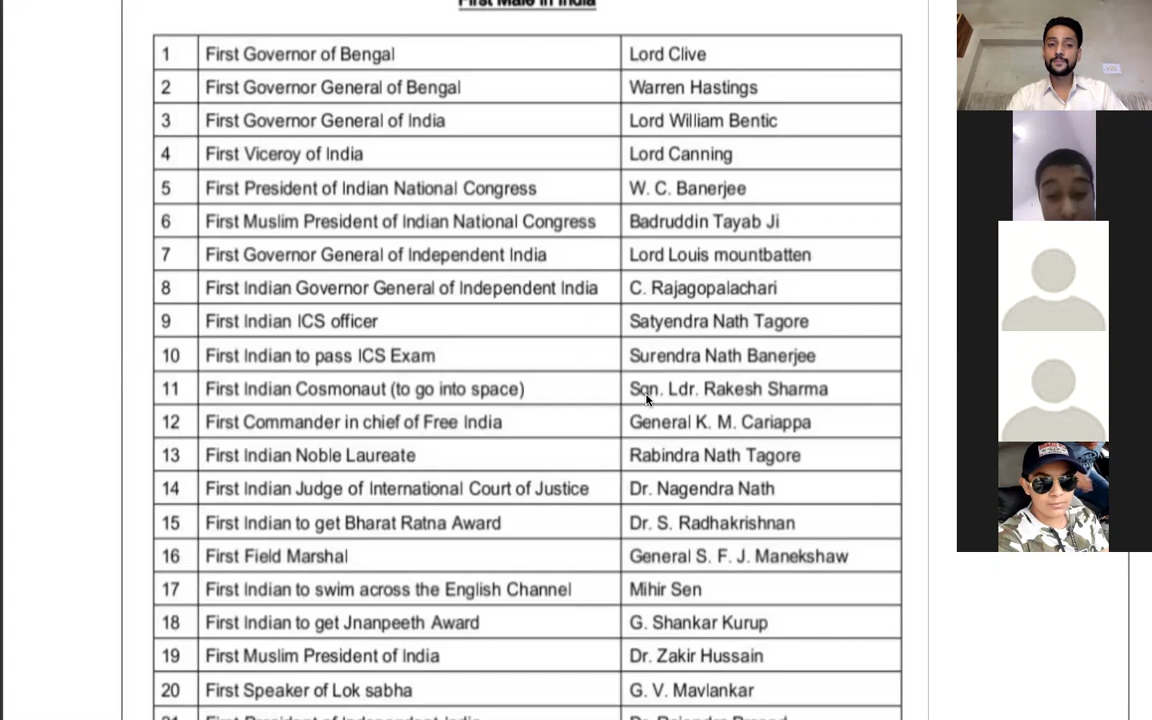 First Male in India
1 First Governor of Bengal Lord Clive
2 First Governor General of Bengal Warren Hastings
3 First Governor General of India Lord William Bentic
4 First Viceroy of India Lord Canning
5 First President of Indian National Congress W. C. Banerjee
6 First Muslim President of Indian National Congress Badruddin Tayab Ji
7 First Governor General of Independent India Lord Louis mountbatten
8 First Indian Governor General of Independent India C. Rajagopalachari
9 First Indian ICS officer Satyendra Nath Tagore
10 First Indian to pass ICS Exam Surendra Nath Banerjee
11 First Indian Cosmonaut (to go into space) Sqn. Ldr. Rakesh Sharma
12 First Commander in chief of Free India General K. M. Cariappa
13 First Indian Noble Laureate Rabindra Nath Tagore
14 First Indian Judge of International Court of Justice Dr. Nagendra Nath
15 First Indian to get Bharat Ratna Award Dr. S. Radhakrishnan
16 First Field Marshal General S. F. J. Manekshaw
17 First Indian to swim across the English Channel Mihir Sen
18 First Indian to get Jnanpeeth Award G. Shankar Kurup
19 First Muslim President of India Dr. Zakir Hussain
20 First Speaker of Lok sabha G. V. Mavlankar
21 First President of Independent India Dr. Rajendra Prasad